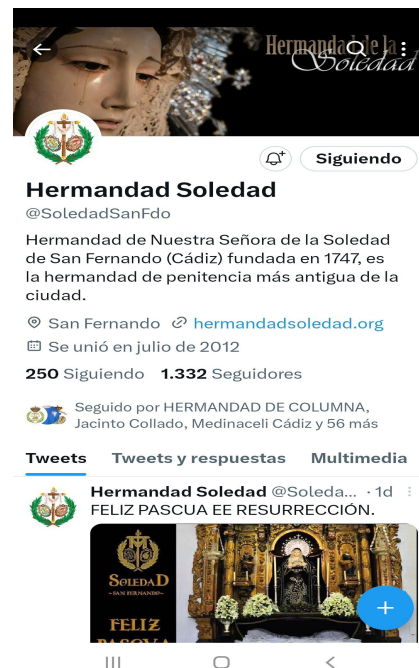 Hermandad de la
Soledad
Siguiendo
Hermandad Soledad
@SoledadSanFdo
Hermandad de Nuestra Señora de la Soledad
de San Fernando (Cádiz) fundada en 1747, es
la hermandad de penitencia más antigua de la
ciudad.
San Fernando hermandadsoledad.org
Se unió en julio de 2012
250 Siguiendo 1.332 Seguidores
Seguido por HERMANDAD DE COLUMNA,
Jacinto Collado, Medinaceli Cádiz y 56 más
Tweets Tweets y respuestas Multimedia
Hermandad Soledad @Soleda... · 1d
FELIZ PASCUA EE RESURRECCIÓN.
SOLEDAD
~SAN FERNANDO~
FELIZ
PASCUA